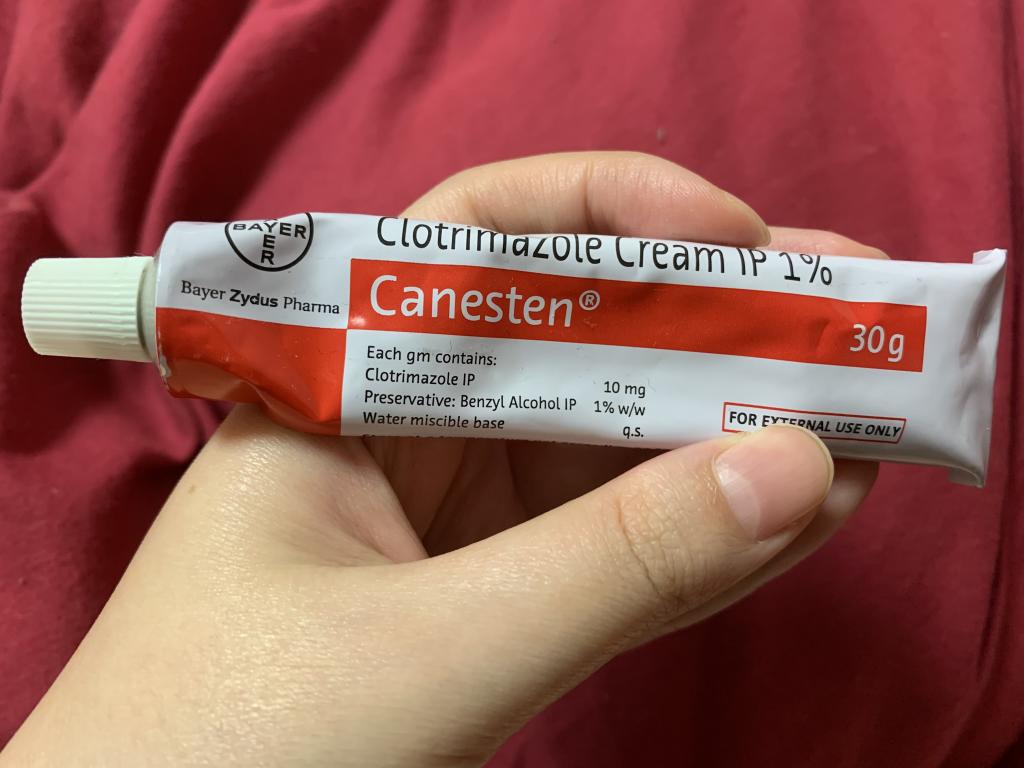 BAYER
BAYER
Bayer Zydus Pharma
Clotrimazole Cream IP 1%
Canesten®
30g
Each gm contains:
Clotrimazole IP 10 mg
Preservative: Benzyl Alcohol IP 1% w/w
Water miscible base q.s.
FOR EXTERNAL USE ONLY